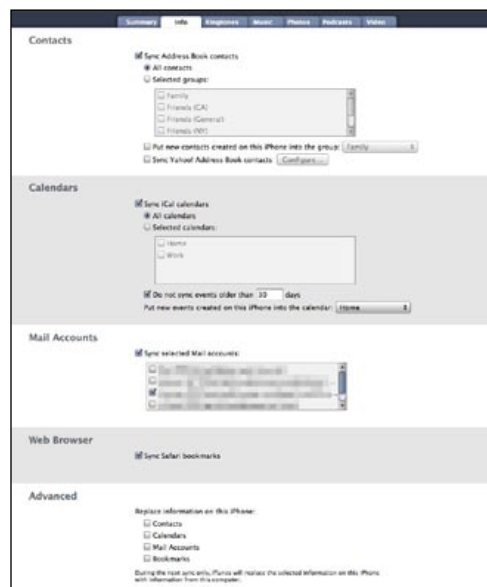 Summary Info Ringtones Music Photos Podcasts Video
Contacts
Sync Address Book contacts
All contacts
Selected groups:
Family
Friends (CA)
Friends (General)
Friends (NY)
Put new contacts created on this iPhone into the group: Family
Sync Yahoo! Address Book contacts Configure...
Calendars
Sync iCal calendars
All calendars
Selected calendars:
Home
Work
Do not sync events older than 30 days
Put new events created on this iPhone into the calendar: Home
Mail Accounts
Sync selected Mail accounts:
Web Browser
Sync Safari bookmarks
Advanced
Replace information on this iPhone:
Contacts
Calendars
Mail Accounts
Bookmarks
During the next sync only, iTunes will replace the selected information on this iPhone
with information from this computer.